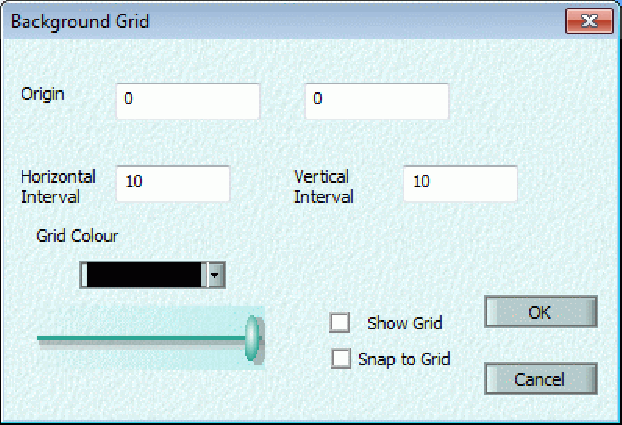 Background Grid
Origin 0 0
Horizontal Interval 10 Vertical Interval 10
Grid Colour
Show Grid OK
Snap to Grid
Cancel